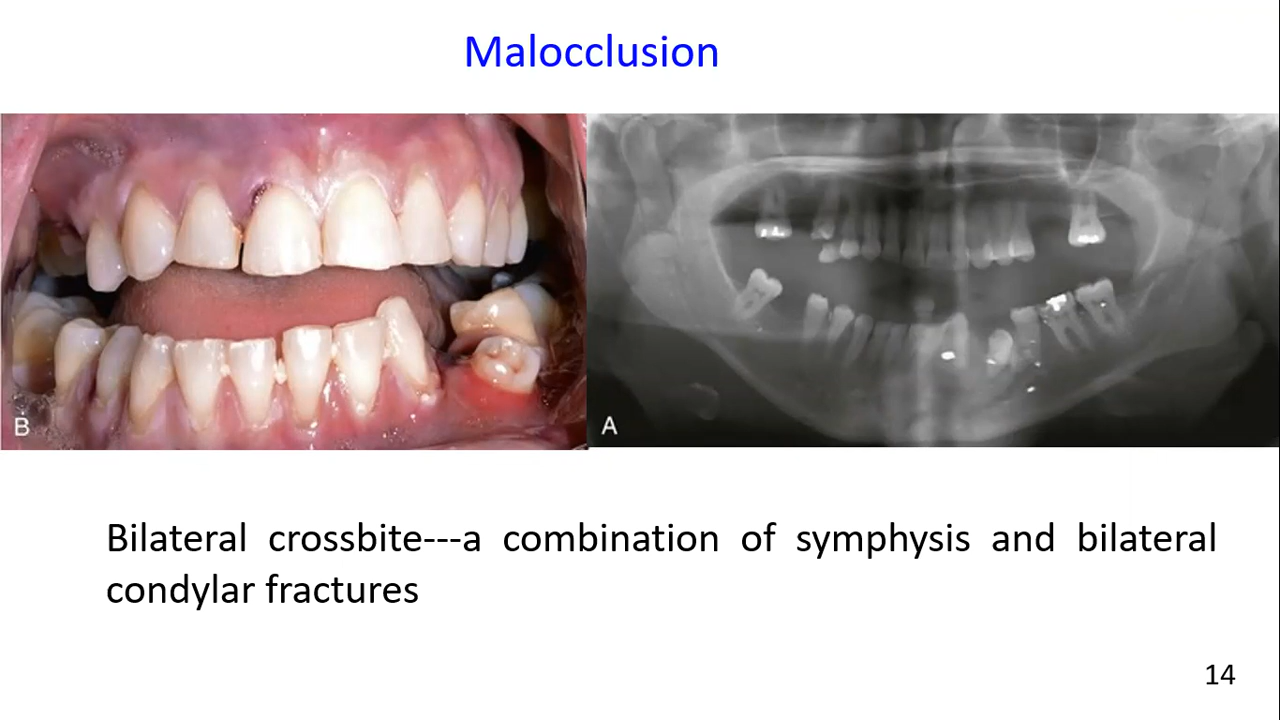 Malocclusion
B
A
Bilateral crossbite---a combination of symphysis and bilateral
condylar fractures
14